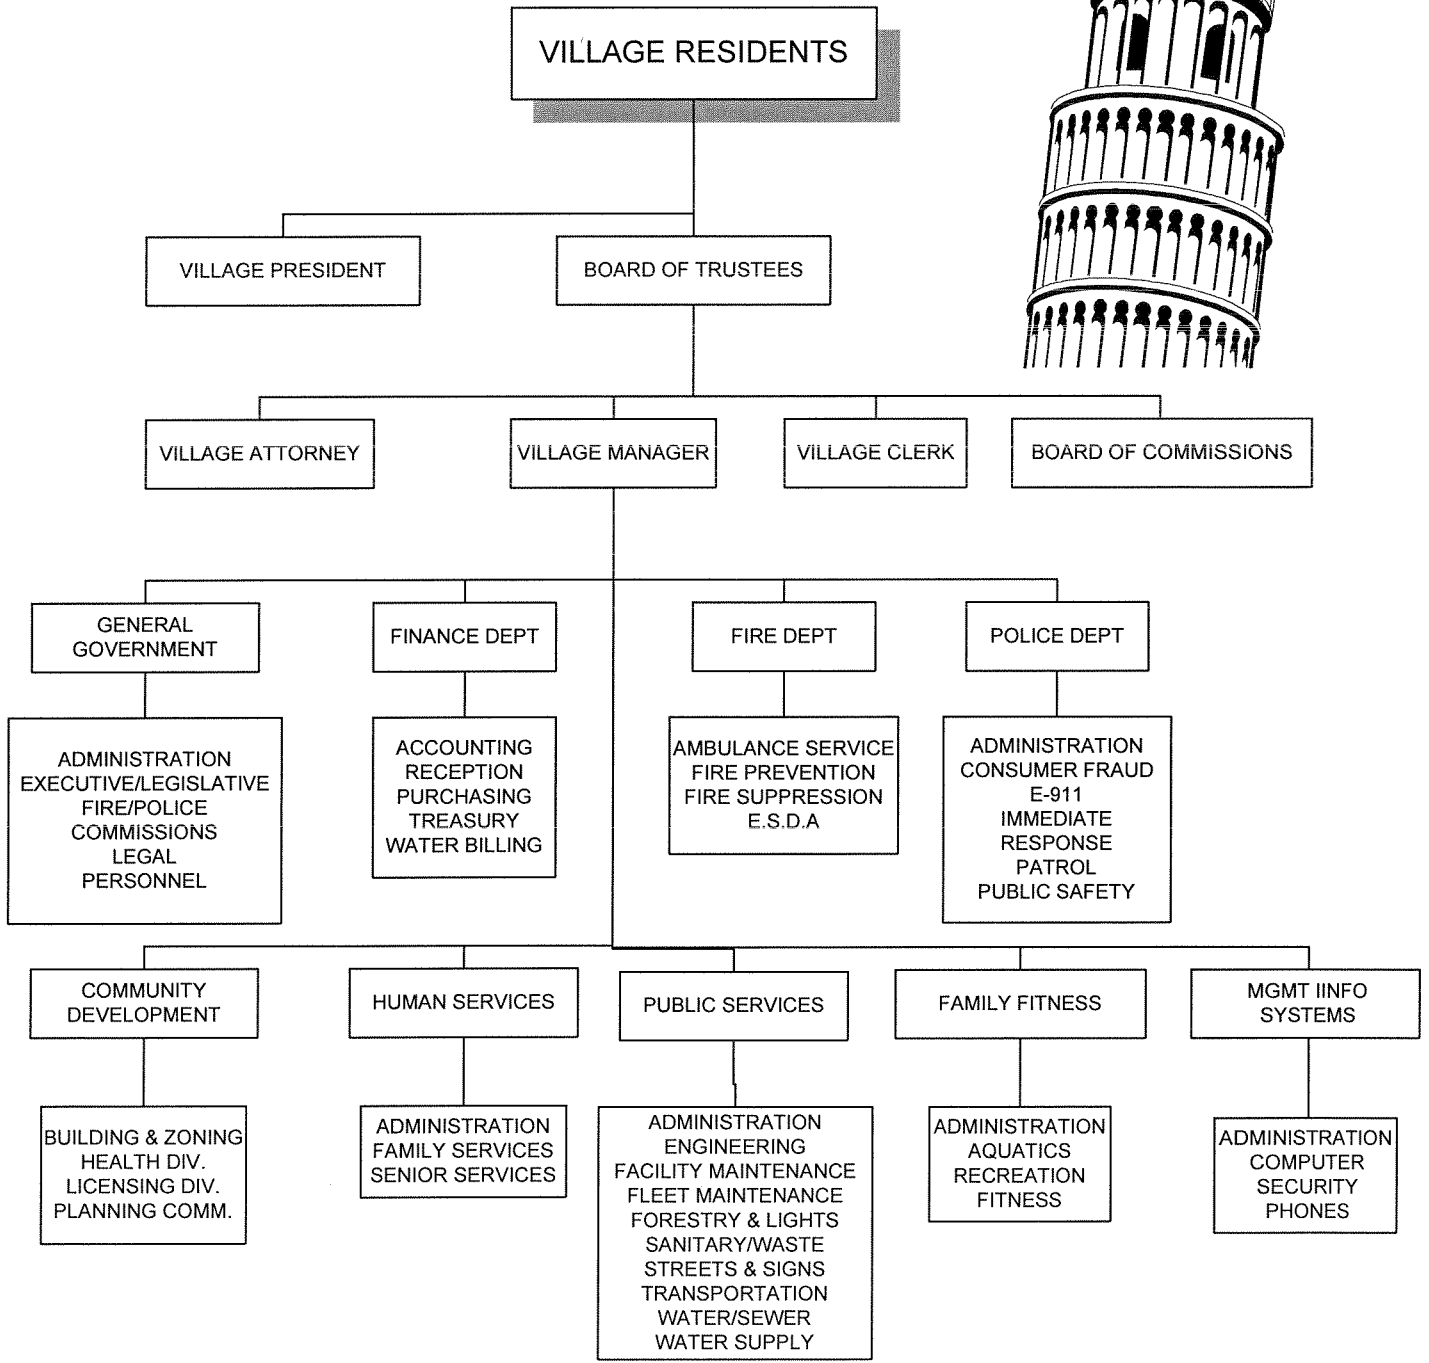 VILLAGE RESIDENTS
VILLAGE PRESIDENT
BOARD OF TRUSTEES
VILLAGE ATTORNEY
VILLAGE MANAGER
VILLAGE CLERK
BOARD OF COMMISSIONS
GENERAL
GOVERNMENT
FINANCE DEPT
FIRE DEPT
POLICE DEPT
ADMINISTRATION
EXECUTIVE/LEGISLATIVE
FIRE/POLICE
COMMISSIONS
LEGAL
PERSONNEL
ACCOUNTING
RECEPTION
PURCHASING
TREASURY
WATER BILLING
AMBULANCE SERVICE
FIRE PREVENTION
FIRE SUPPRESSION
E.S.D.A
ADMINISTRATION
CONSUMER FRAUD
E-911
IMMEDIATE
RESPONSE
PATROL
PUBLIC SAFETY
COMMUNITY
DEVELOPMENT
HUMAN SERVICES
PUBLIC SERVICES
FAMILY FITNESS
MGMT IINFO
SYSTEMS
BUILDING & ZONING
HEALTH DIV.
LICENSING DIV.
PLANNING COMM.
ADMINISTRATION
FAMILY SERVICES
SENIOR SERVICES
ADMINISTRATION
ENGINEERING
FACILITY MAINTENANCE
FLEET MAINTENANCE
FORESTRY & LIGHTS
SANITARY/WASTE
STREETS & SIGNS
TRANSPORTATION
WATER/SEWER
WATER SUPPLY
ADMINISTRATION
AQUATICS
RECREATION
FITNESS
ADMINISTRATION
COMPUTER
SECURITY
PHONES